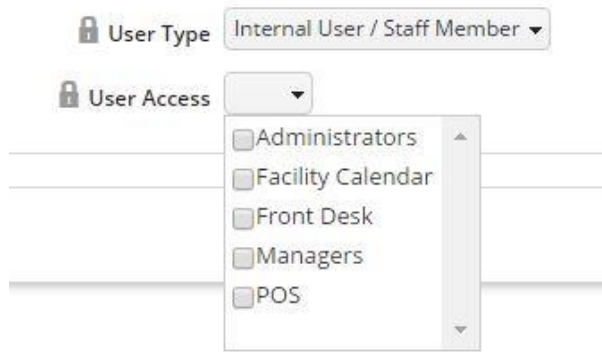 User Type Internal User / Staff Member
User Access
Administrators
Facility Calendar
Front Desk
Managers
POS